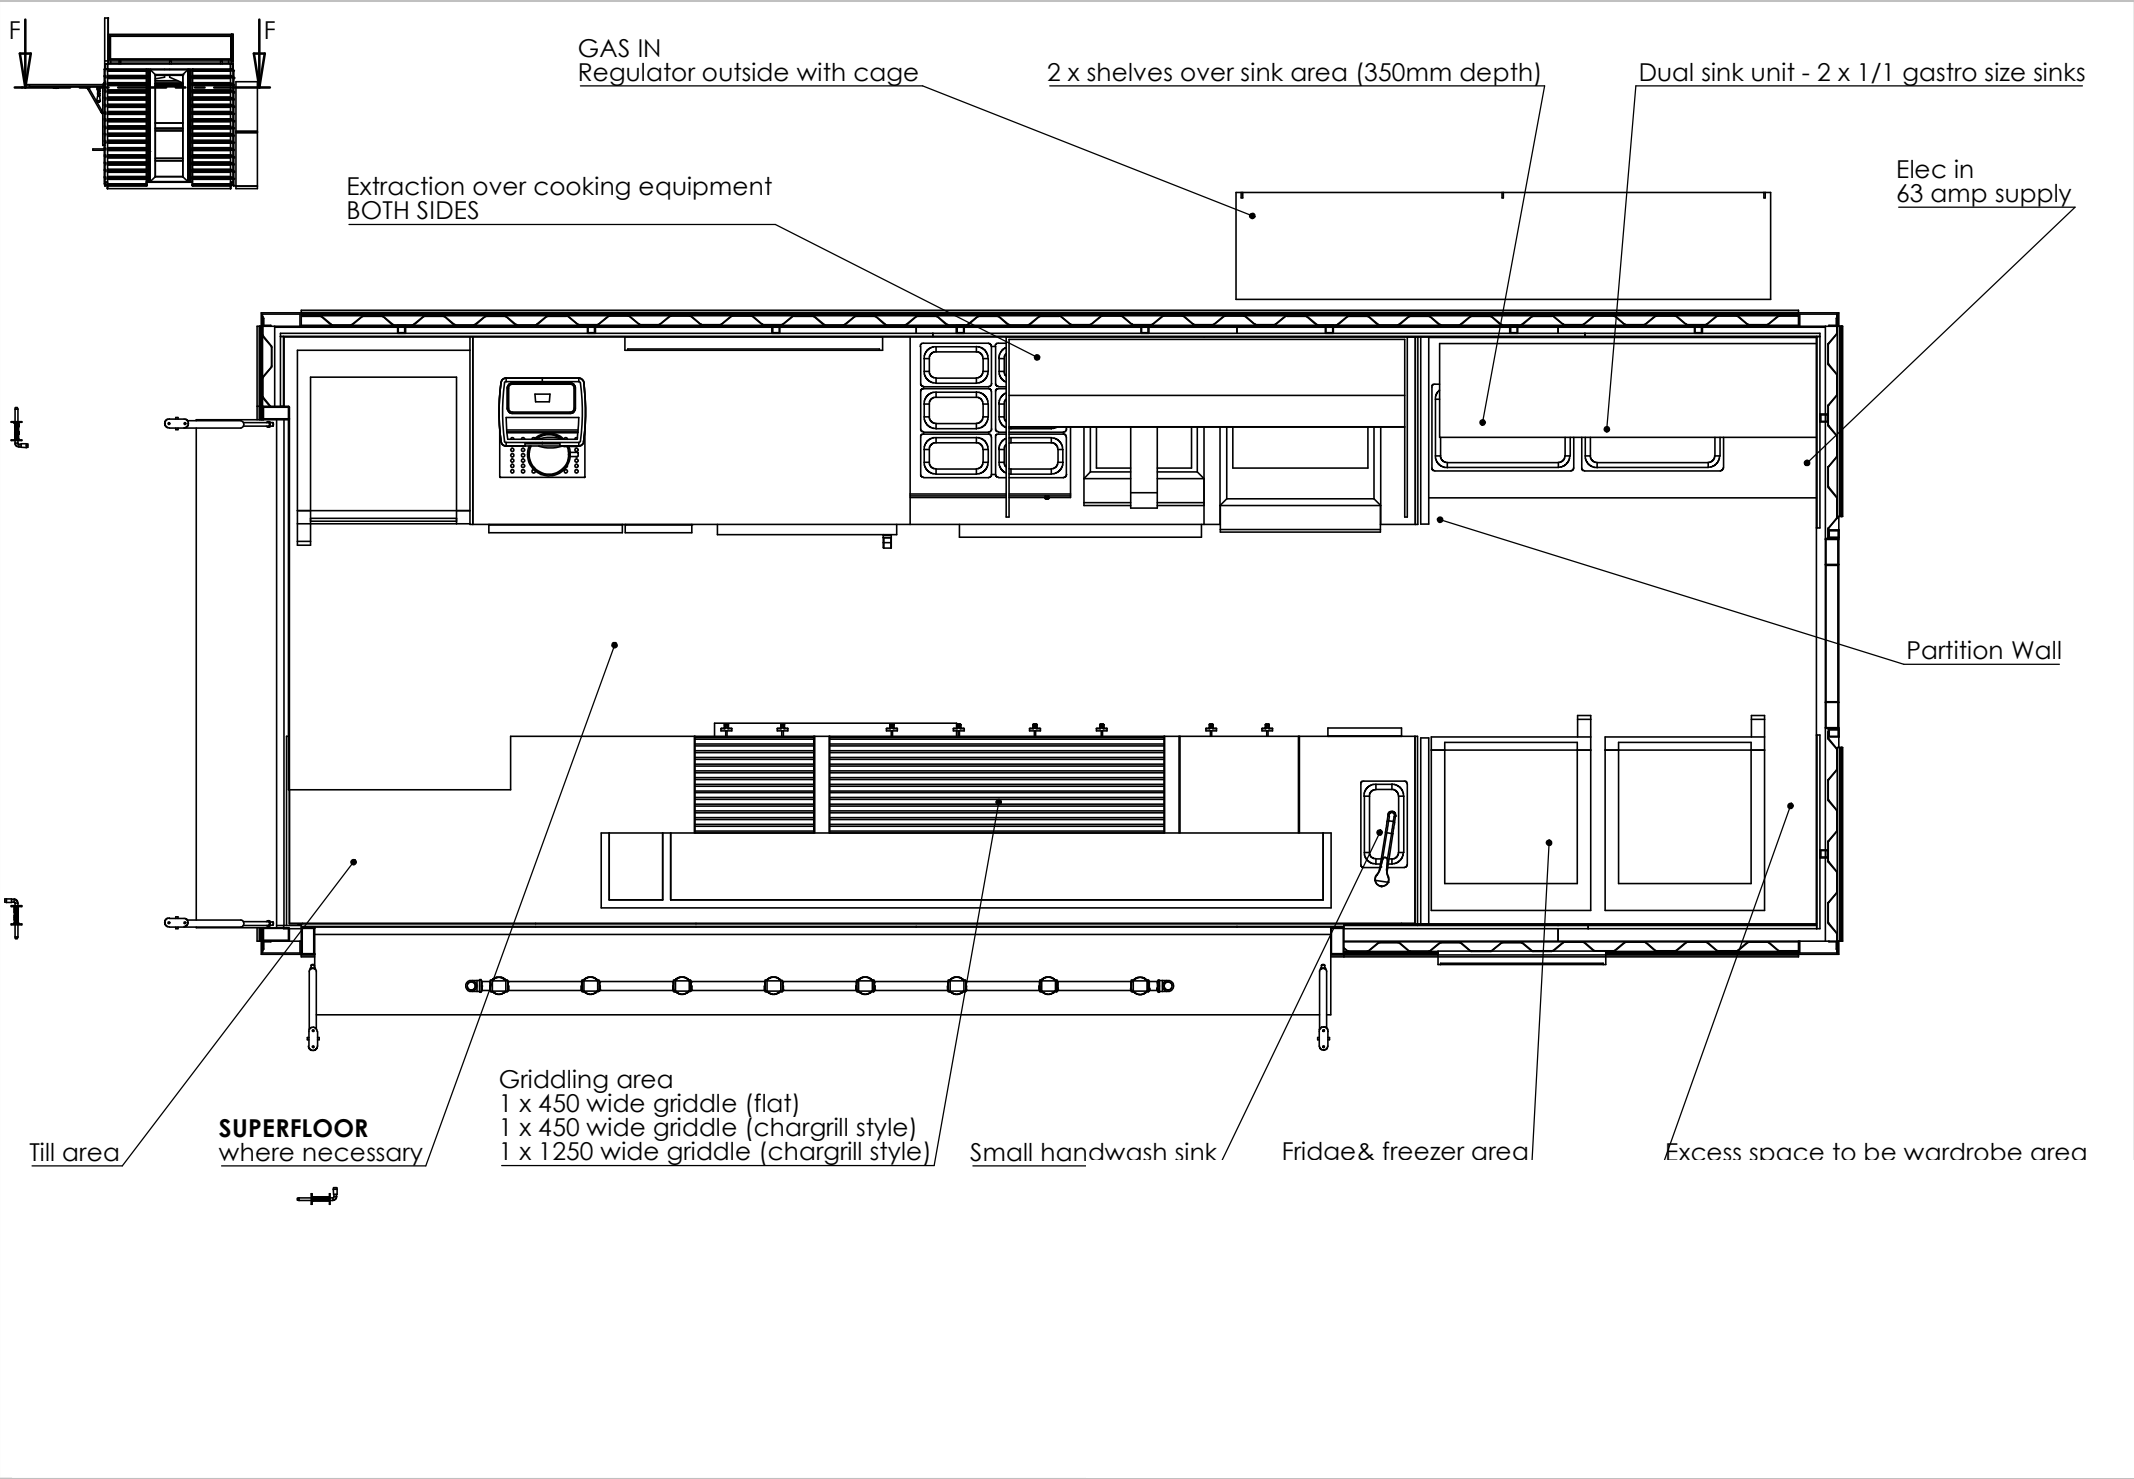 F
F
GAS IN
Regulator outside with cage
2 x shelves over sink area (350mm depth)
Dual sink unit - 2 x 1/1 gastro size sinks
Elec in
63 amp supply
Extraction over cooking equipment
BOTH SIDES
Partition Wall
Griddling area
1 x 450 wide griddle (flat)
1 x 450 wide griddle (chargrill style)
1 x 1250 wide griddle (chargrill style)
SUPERFLOOR
where necessary
Till area
Small handwash sink
Fridge& freezer area
Excess space to be wardrobe area